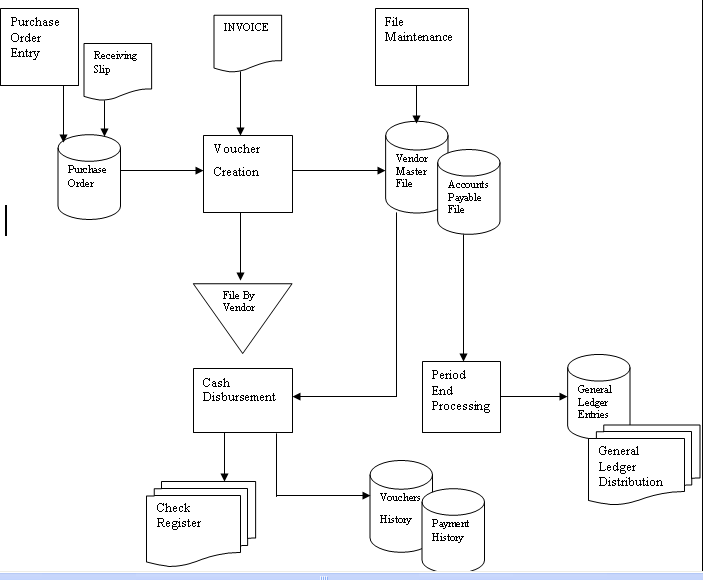 Purchase
Order
Entry
Receiving
Slip
INVOICE
File
Maintenance
Purchase
Order
Voucher
Creation
Vendor
Master
File
Accounts
Payable
File
File By
Vendor
Cash
Disbursement
Period
End
Processing
General
Ledger
Entries
General
Ledger
Distribution
Check
Register
Vouchers
History
Payment
History